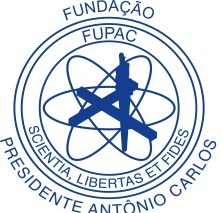 FUNDAÇÃO
FUPAC
SCIENTIA, LIBERTAS ET FIDES
PRESIDENTE ANTÔNIO CARLOS